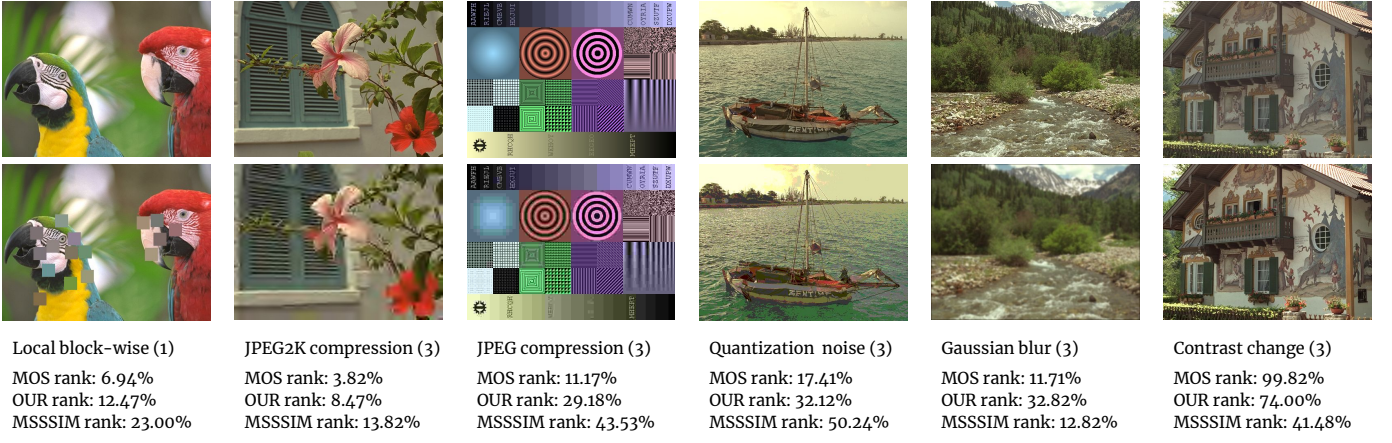 Local block-wise (1)
MOS rank: 6.94%
OUR rank: 12.47%
MSSSIM rank: 23.00%
JPEG2K compression (3)
MOS rank: 3.82%
OUR rank: 8.47%
MSSSIM rank: 13.82%
JPEG compression (3)
MOS rank: 11.17%
OUR rank: 29.18%
MSSSIM rank: 43.53%
Quantization noise (3)
MOS rank: 17.41%
OUR rank: 32.12%
MSSSIM rank: 50.24%
Gaussian blur (3)
MOS rank: 11.71%
OUR rank: 32.82%
MSSSIM rank: 12.82%
Contrast change (3)
MOS rank: 99.82%
OUR rank: 74.00%
MSSSIM rank: 41.48%